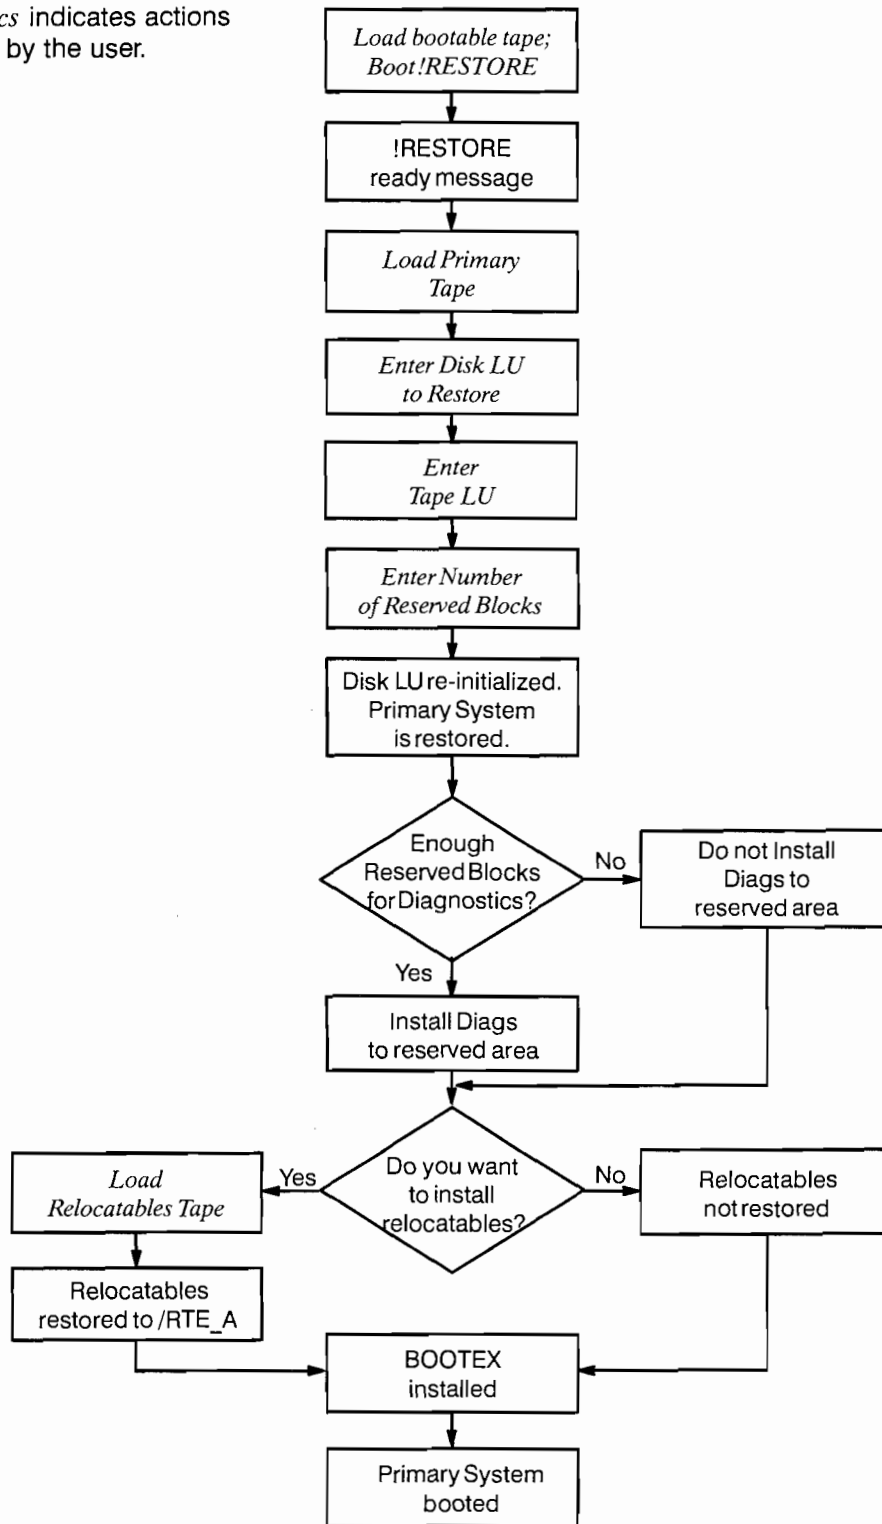 cs indicates actions
by the user.
Load bootable tape;
Boot !RESTORE
!RESTORE
ready message
Load Primary
Tape
Enter Disk LU
to Restore
Enter
Tape LU
Enter Number
of Reserved Blocks
Disk LU re-initialized.
Primary System
is restored.
Enough
Reserved Blocks
for Diagnostics?
No
Do not Install
Diags to
reserved area
Yes
Install Diags
to reserved area
Do you want
to install
relocatables?
Yes
Load
Relocatables Tape
No
Relocatables
not restored
Relocatables
restored to /RTE_A
BOOTEX
installed
Primary System
booted